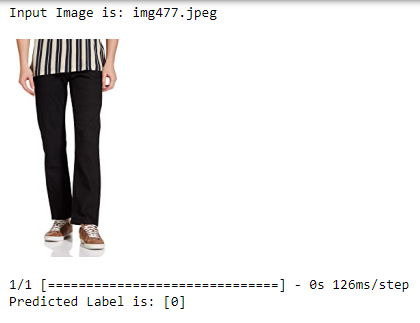 Input Image is: img477.jpeg
1/1 [==============================] - 0s 126ms/step
Predicted Label is: [0]